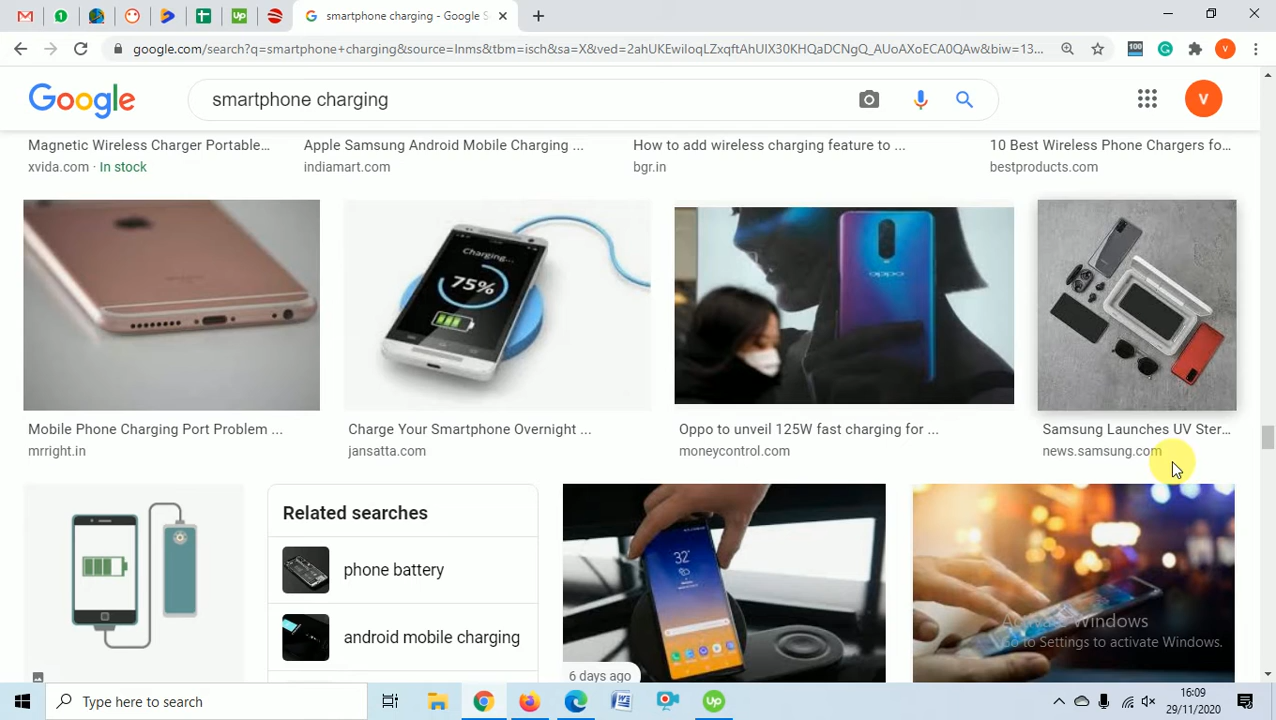 smartphone charging - Google S
google.com/search?q=smartphone+charging&source=lnms&tbm=isch&sa=X&ved=2ahUKEwiloqLZxqftAhUIX30KHQaDCNgQ_AUoAXoECA0QAw&biw=13...
100
G
V
Google
smartphone charging
V
Magnetic Wireless Charger Portable...
Apple Samsung Android Mobile Charging ...
How to add wireless charging feature to ...
10 Best Wireless Phone Chargers fo...
xvida.com · In stock
indiamart.com
bgr.in
bestproducts.com
Charging...
75%
oppo
Mobile Phone Charging Port Problem ...
Charge Your Smartphone Overnight ...
Oppo to unveil 125W fast charging for ...
Samsung Launches UV Ster...
mrright.in
jansatta.com
moneycontrol.com
news.samsung.com
Related searches
phone battery
android mobile charging
32°
6 days ago
Activate Windows
Go to Settings to activate Windows.
Type here to search
W
Up
16:09
29/11/2020